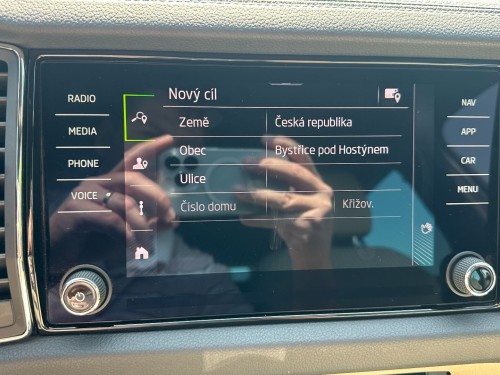 RADIO
MEDIA
PHONE
VOICE
Nový cíl
Země Česká republika
Obec Bystřice pod Hostýnem
Ulice
Číslo domu Křižov.
NAV
APP
CAR
MENU